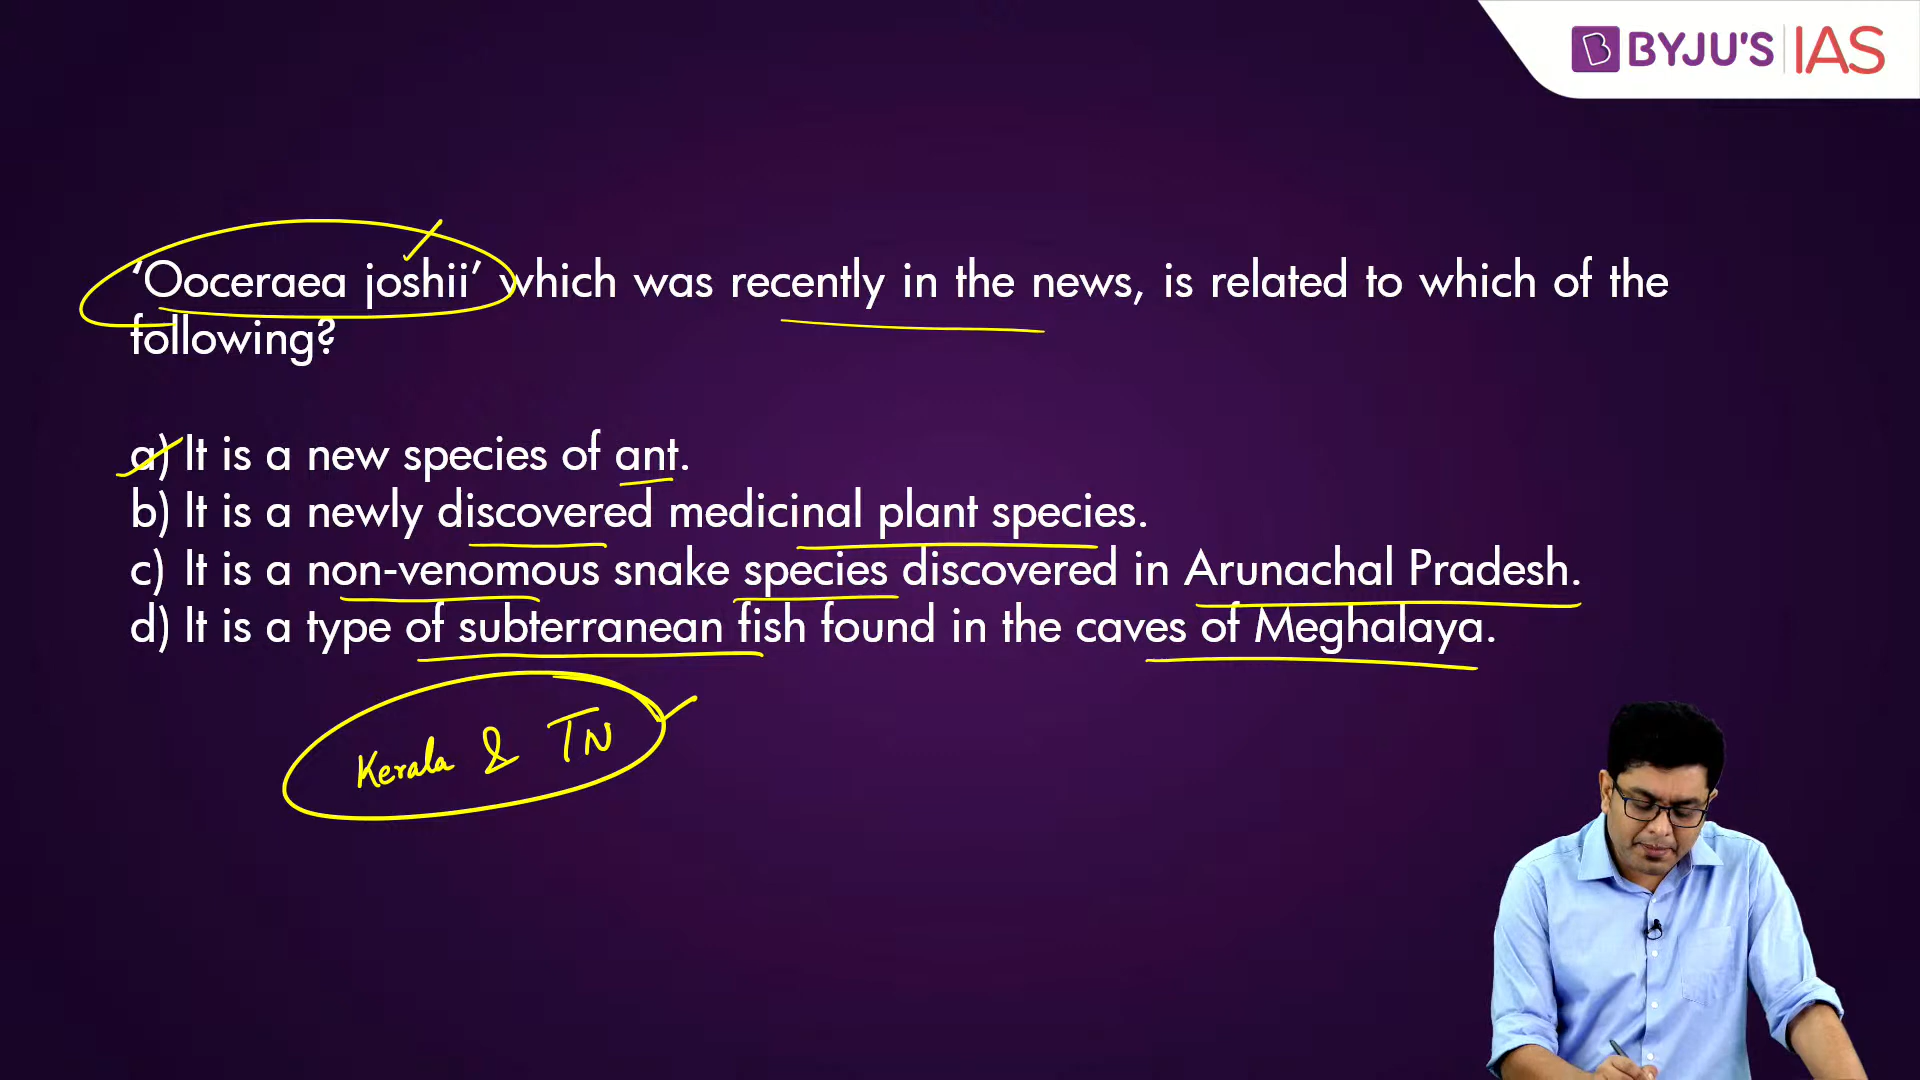 BYJU'S IAS
‘Ooceraea joshii’ which was recently in the news, is related to which of the
following?
a) It is a new species of ant.
b) It is a newly discovered medicinal plant species.
c) It is a non-venomous snake species discovered in Arunachal Pradesh.
d) It is a type of subterranean fish found in the caves of Meghalaya.
Kerala & TN